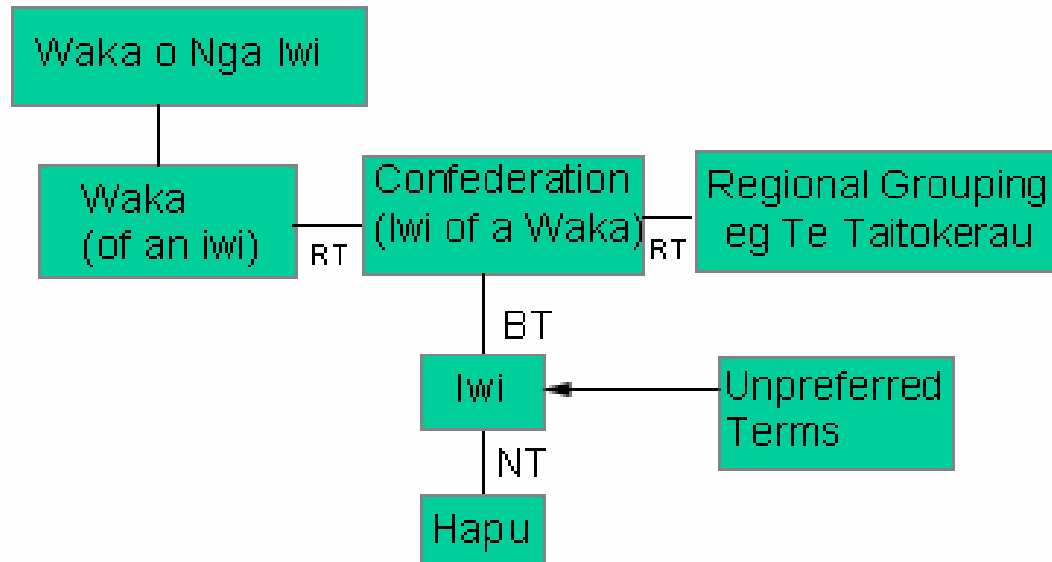 Waka o Nga Iwi
Waka
(of an iwi)
RT
Confederation
(Iwi of a Waka)
RT
Regional Grouping
eg Te Taitokerau
BT
Iwi
Unpreferred
Terms
NT
Hapu